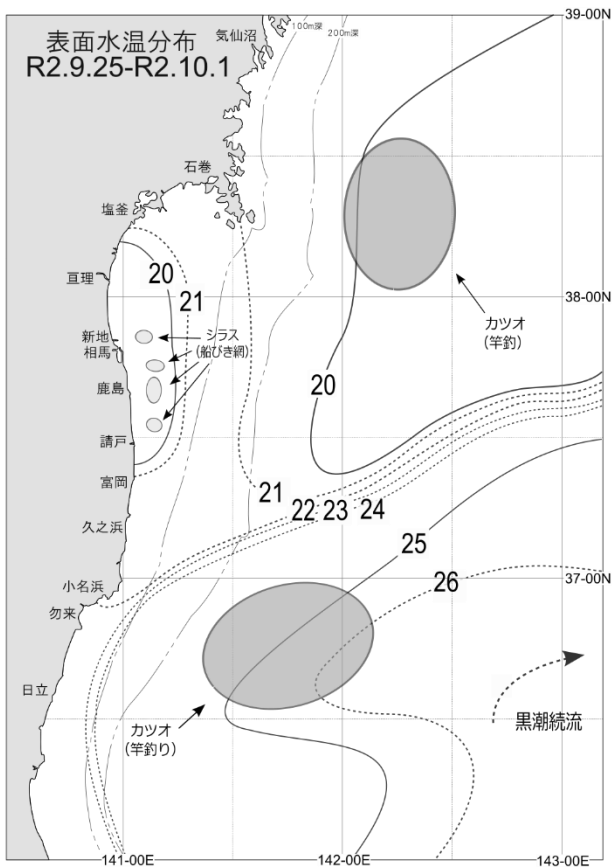 表面水温分布
R2.9.25-R2.10.1
気仙沼
100m深
200m深
39-00N
石巻
塩釜
亘理
20
21
38-00N
新地
シラス
(船びき網)
相馬
鹿島
カツオ
(竿釣)
20
請戸
富岡
21
22
23
24
久之浜
25
26
37-00N
小名浜
勿来
日立
カツオ
(竿釣り)
黒潮続流
141-00E
142-00E
143-00E